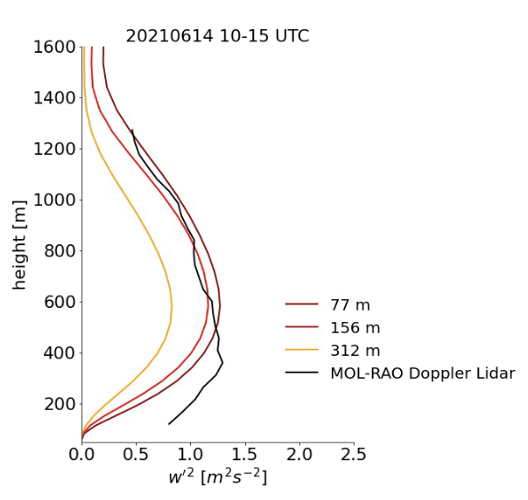 20210614 10-15 UTC
1600
1400
1200
1000
800
600
400
200
height [m]
0.0 0.5 1.0 1.5 2.0 2.5
w′² [m²s⁻²]
77 m
156 m
312 m
MOL-RAO Doppler Lidar